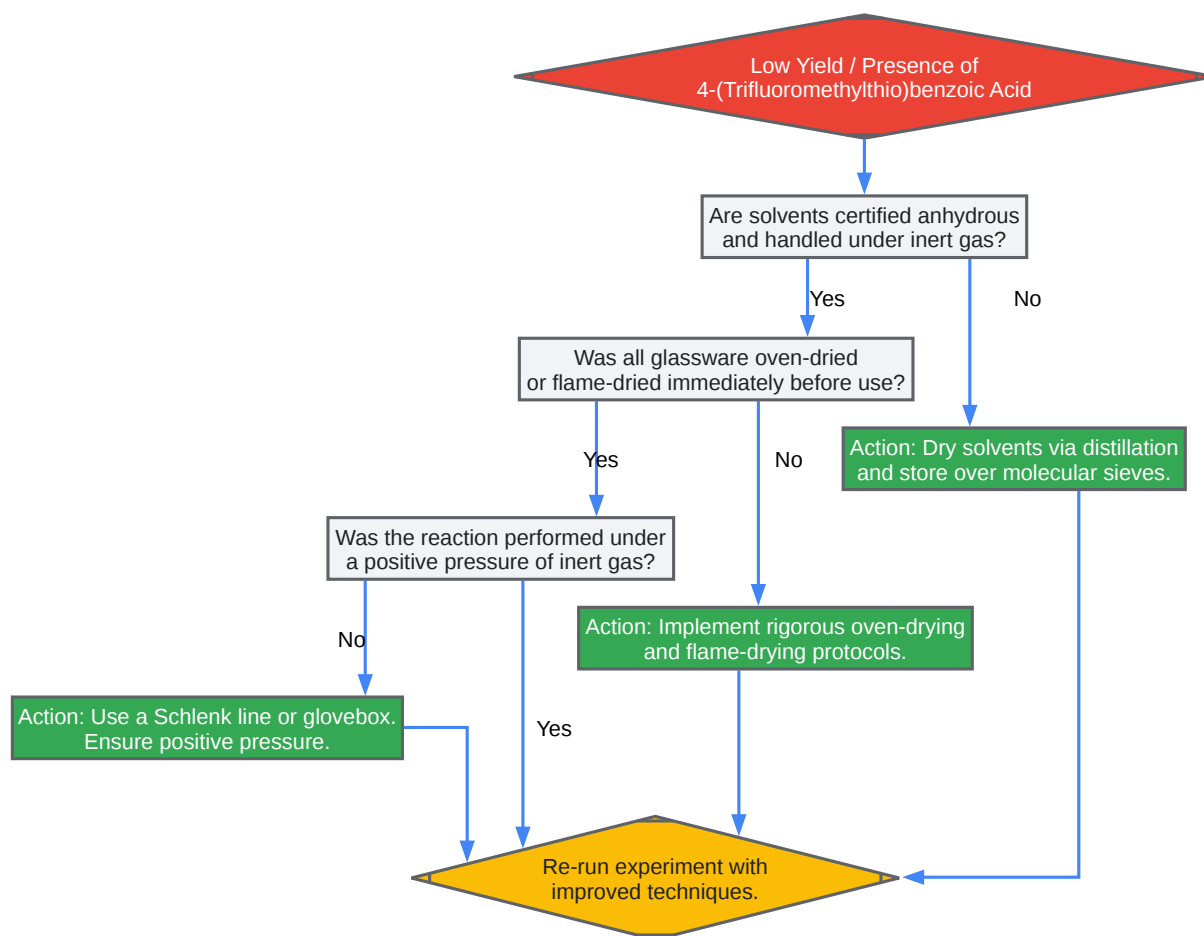 Low Yield / Presence of
4-(Trifluoromethylthio)benzoic Acid
Are solvents certified anhydrous
and handled under inert gas?
Yes
No
Was all glassware oven-dried
or flame-dried immediately before use?
Yes
No
Action: Dry solvents via distillation
and store over molecular sieves.
Was the reaction performed under
a positive pressure of inert gas?
Action: Implement rigorous oven-drying
and flame-drying protocols.
No
Yes
Action: Use a Schlenk line or glovebox.
Ensure positive pressure.
Re-run experiment with
improved techniques.